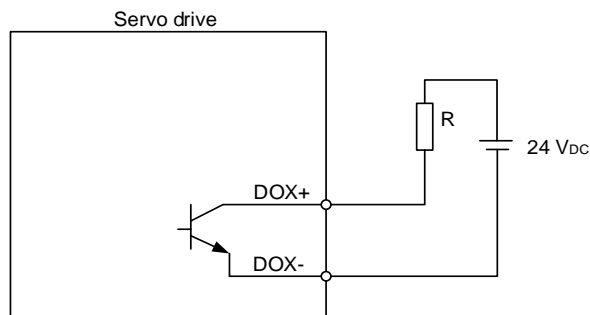 Servo drive
R
24 VDC
DOX+
DOX-